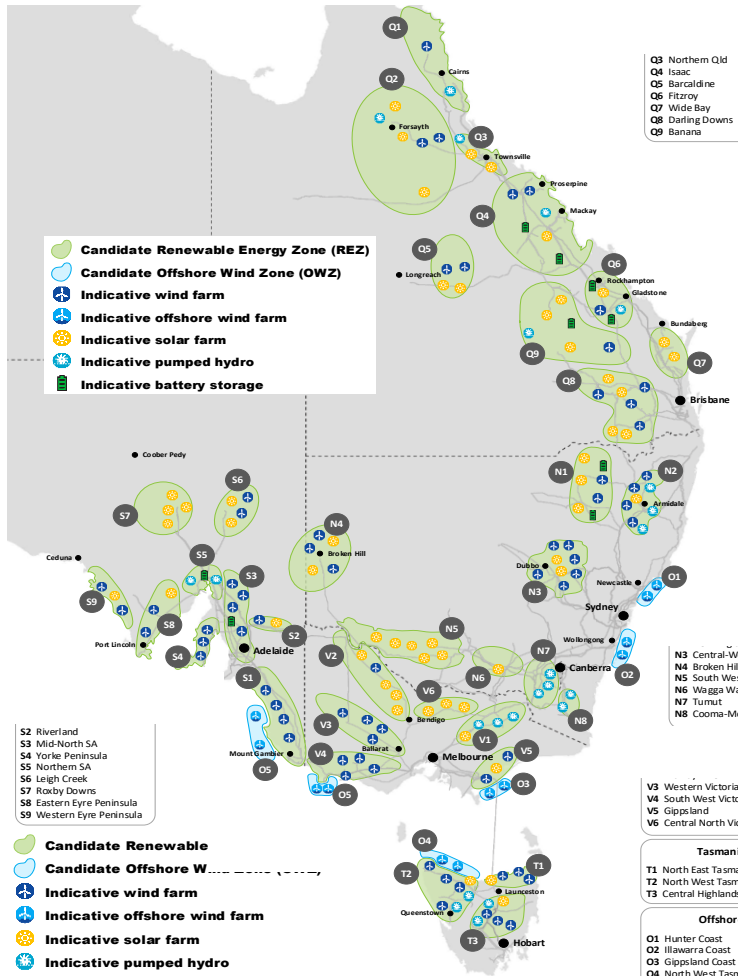 Q1
Cairns
Q2
Forsyth
Q3
Townsville
Q3 Northern Qld
Q4 Isaac
Q5 Barcaldine
Q6 Fitzroy
Q7 Wide Bay
Q8 Darling Downs
Q9 Banana
Proserpine
Mackay
Q4
Q5
Longreach
Q6
Rockhampton
Gladstone
Bundaberg
Q9
Q7
Q8
Brisbane
Candidate Renewable Energy Zone (REZ)
Candidate Offshore Wind Zone (OWZ)
Indicative wind farm
Indicative offshore wind farm
Indicative solar farm
Indicative pumped hydro
Indicative battery storage
Coober Pedy
S6
S7
N1
N2
Armidale
N4
Broken Hill
Ceduna
S5
S3
S9
S8
Port Lincoln
S4
S2
Adelaide
Dubbo
N3
Newcastle
O1
Sydney
Wollongong
O2
N5
V2
N6
N7
Canberra
N8
S1
V6
V3
Bendigo
V1
V4
Ballarat
V5
Melbourne
Mount Gambier
O5
O5
O3
N3 Central-W
N4 Broken Hil
N5 South Wes
N6 Wagga Wa
N7 Tumut
N8 Cooma-Mo
S2 Riverland
S3 Mid-North SA
S4 Yorke Peninsula
S5 Northern SA
S6 Leigh Creek
S7 Roxby Downs
S8 Eastern Eyre Peninsula
S9 Western Eyre Peninsula
V3 Western Victoria
V4 South West Victo
V5 Gippsland
V6 Central North Vic
Candidate Renewable
Candidate Offshore
Indicative wind farm
Indicative offshore wind farm
Indicative solar farm
Indicative pumped hydro
O4
T2
T1
Launceston
Queenstown
T3
Hobart
Tasmani
T1 North East Tasma
T2 North West Tasm
T3 Central Highlands
Offshor
O1 Hunter Coast
O2 Illawarra Coast
O3 Gippsland Coast
O4 North West Tasm